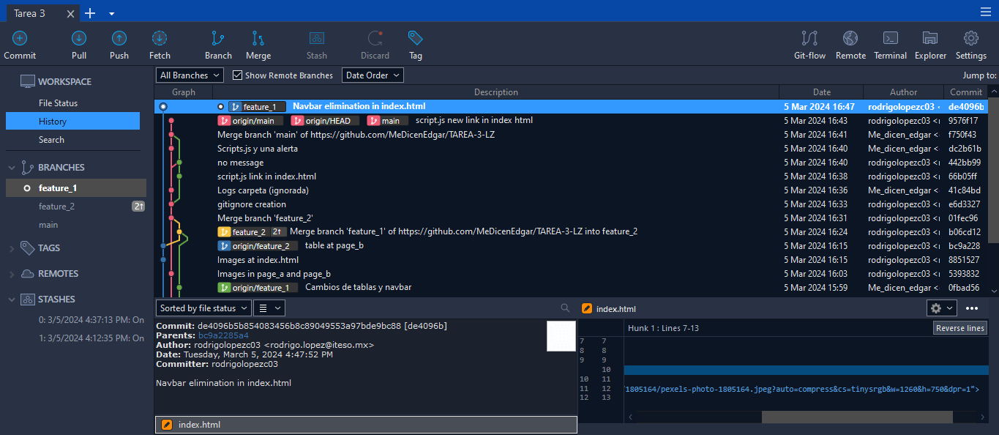 Tarea 3
Commit Pull Push Fetch Branch Merge Stash Discard Tag Git-flow Remote Terminal Explorer Settings
WORKSPACE
File Status
History
Search
BRANCHES
feature_1
feature_2 2↑
main
TAGS
REMOTES
STASHES
0: 3/5/2024 4:37:13 PM: On
1: 3/5/2024 4:12:35 PM: On
All Branches Show Remote Branches Date Order Jump to:
Graph Description Date Author Commit
feature_1 Navbar elimination in index.html 5 Mar 2024 16:47 rodrigolopezc03 < de4096b
origin/main origin/HEAD main script.js new link in index html 5 Mar 2024 16:43 rodrigolopezc03 < 9576f17
Merge branch 'main' of https://github.com/MeDicenEdgar/TAREA-3-LZ 5 Mar 2024 16:41 Me_dicen_edgar < f750f43
Scripts.js y una alerta 5 Mar 2024 16:40 Me_dicen_edgar < dc2b61b
no message 5 Mar 2024 16:40 rodrigolopezc03 < 442bb99
script.js link in index.html 5 Mar 2024 16:38 rodrigolopezc03 < 66b05ff
Logs carpeta (ignorada) 5 Mar 2024 16:36 Me_dicen_edgar < 41c84bd
gitignore creation 5 Mar 2024 16:33 rodrigolopezc03 < e6d3327
Merge branch 'feature_2' 5 Mar 2024 16:31 rodrigolopezc03 < 01fec96
feature_2 2↑ Merge branch 'feature_1' of https://github.com/MeDicenEdgar/TAREA-3-LZ into feature_2 5 Mar 2024 16:24 Me_dicen_edgar < b06cd12
origin/feature_2 table at page_b 5 Mar 2024 16:15 rodrigolopezc03 < bc9a228
Images at index.html 5 Mar 2024 16:15 Me_dicen_edgar < 8851527
Images in page_a and page_b 5 Mar 2024 16:03 Me_dicen_edgar < 5393832
origin/feature_1 Cambios de tablas y navbar 5 Mar 2024 15:59 rodrigolopezc03 < 0fbad56
Sorted by file status
Commit: de4096b5b854083456b8c89049553a97bde9bc88 [de4096b]
Parents: bc9a2285a4
Author: rodrigolopezc03 <rodrigo.lopez@iteso.mx>
Date: Tuesday, March 5, 2024 4:47:52 PM
Committer: rodrigolopezc03
Navbar elimination in index.html
index.html
index.html
Hunk 1 : Lines 7-13 Reverse lines
7 7
8 8
9 9
10
10 11
11 12 1805164/pexels-photo-1805164.jpeg?auto=compress&cs=tinysrgb&w=1260&h=750&dpr=1">
12 13